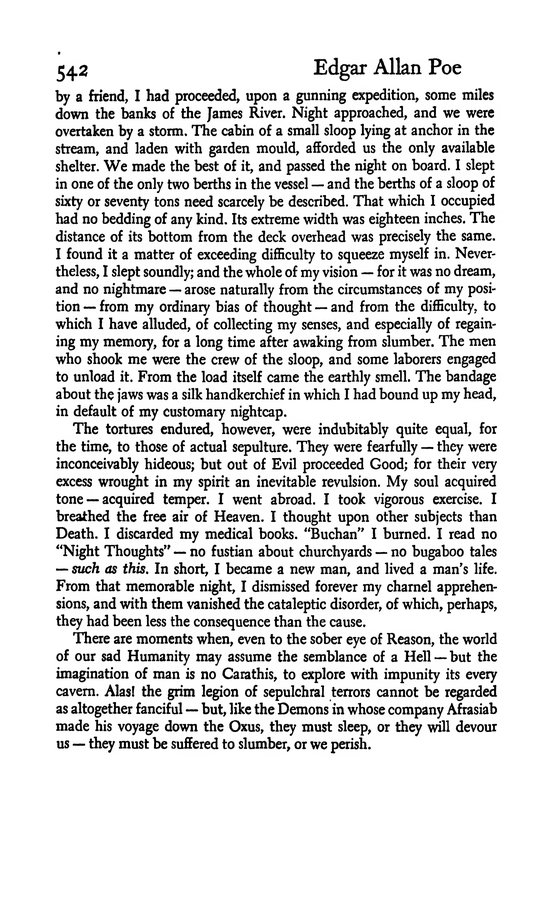 542 Edgar Allan Poe
by a friend, I had proceeded, upon a gunning expedition, some miles
down the banks of the James River. Night approached, and we were
overtaken by a storm. The cabin of a small sloop lying at anchor in the
stream, and laden with garden mould, afforded us the only available
shelter. We made the best of it, and passed the night on board. I slept
in one of the only two berths in the vessel — and the berths of a sloop of
sixty or seventy tons need scarcely be described. That which I occupied
had no bedding of any kind. Its extreme width was eighteen inches. The
distance of its bottom from the deck overhead was precisely the same.
I found it a matter of exceeding difficulty to squeeze myself in. Never-
theless, I slept soundly; and the whole of my vision — for it was no dream,
and no nightmare — arose naturally from the circumstances of my posi-
tion — from my ordinary bias of thought — and from the difficulty, to
which I have alluded, of collecting my senses, and especially of regain-
ing my memory, for a long time after awaking from slumber. The men
who shook me were the crew of the sloop, and some laborers engaged
to unload it. From the load itself came the earthly smell. The bandage
about the jaws was a silk handkerchief in which I had bound up my head,
in default of my customary nightcap.
The tortures endured, however, were indubitably quite equal, for
the time, to those of actual sepulture. They were fearfully — they were
inconceivably hideous; but out of Evil proceeded Good; for their very
excess wrought in my spirit an inevitable revulsion. My soul acquired
tone — acquired temper. I went abroad. I took vigorous exercise. I
breathed the free air of Heaven. I thought upon other subjects than
Death. I discarded my medical books. "Buchan" I burned. I read no
"Night Thoughts" — no fustian about churchyards — no bugaboo tales
— such as this. In short, I became a new man, and lived a man's life.
From that memorable night, I dismissed forever my charnel apprehen-
sions, and with them vanished the cataleptic disorder, of which, perhaps,
they had been less the consequence than the cause.
There are moments when, even to the sober eye of Reason, the world
of our sad Humanity may assume the semblance of a Hell — but the
imagination of man is no Carathis, to explore with impunity its every
cavern. Alas! the grim legion of sepulchral terrors cannot be regarded
as altogether fanciful — but, like the Demons in whose company Afrasiab
made his voyage down the Oxus, they must sleep, or they will devour
us — they must be suffered to slumber, or we perish.